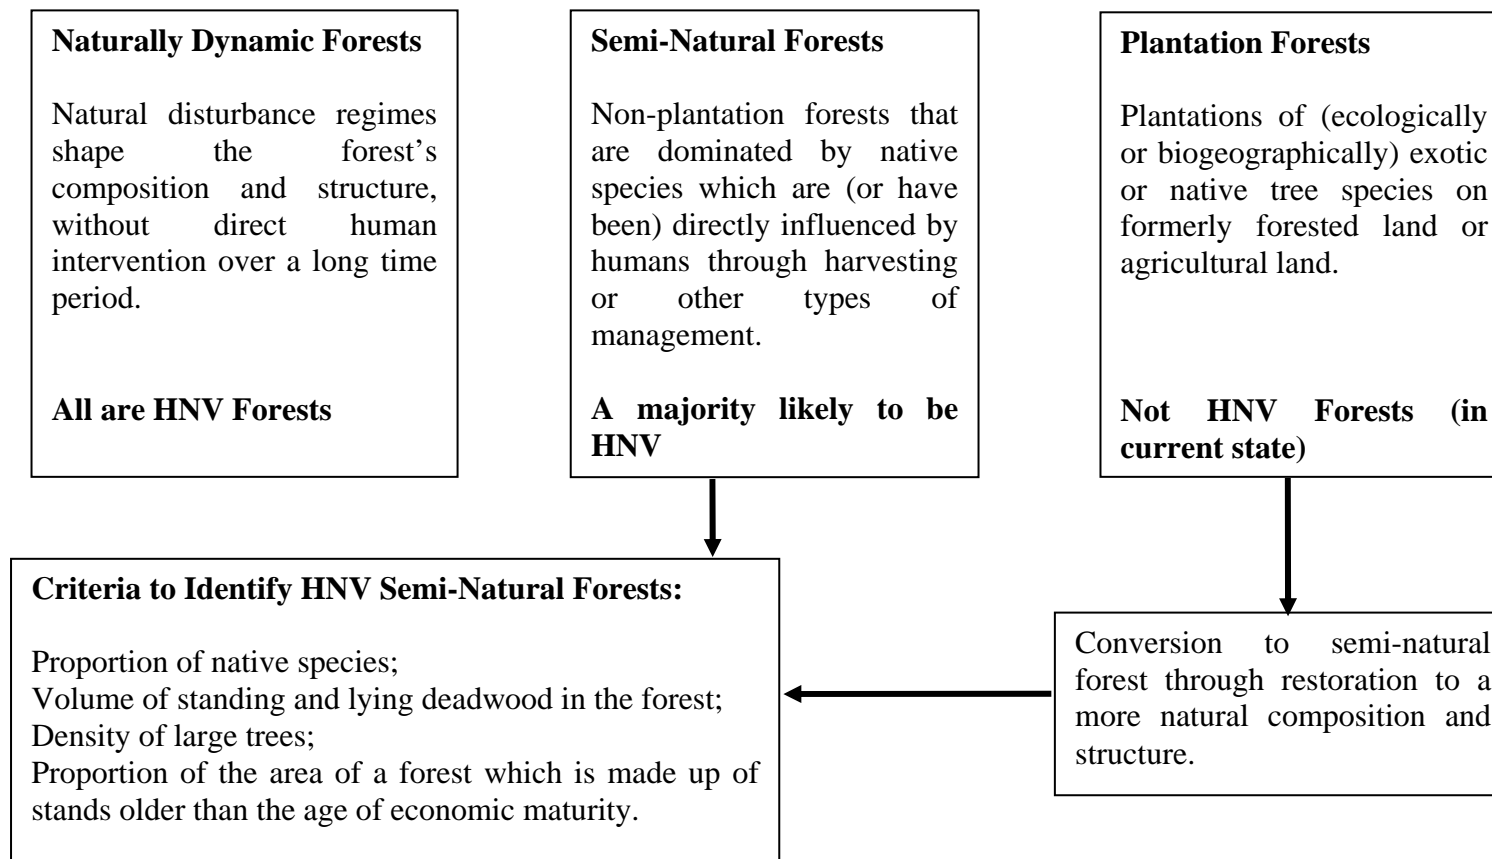 Naturally Dynamic Forests
Natural disturbance regimes
shape the forest’s
composition and structure,
without direct human
intervention over a long time
period.
All are HNV Forests
Semi-Natural Forests
Non-plantation forests that
are dominated by native
species which are (or have
been) directly influenced by
humans through harvesting
or other types of
management.
A majority likely to be
HNV
Plantation Forests
Plantations of (ecologically
or biogeographically) exotic
or native tree species on
formerly forested land or
agricultural land.
Not HNV Forests (in
current state)
Criteria to Identify HNV Semi-Natural Forests:
Proportion of native species;
Volume of standing and lying deadwood in the forest;
Density of large trees;
Proportion of the area of a forest which is made up of
stands older than the age of economic maturity.
Conversion to semi-natural
forest through restoration to a
more natural composition and
structure.